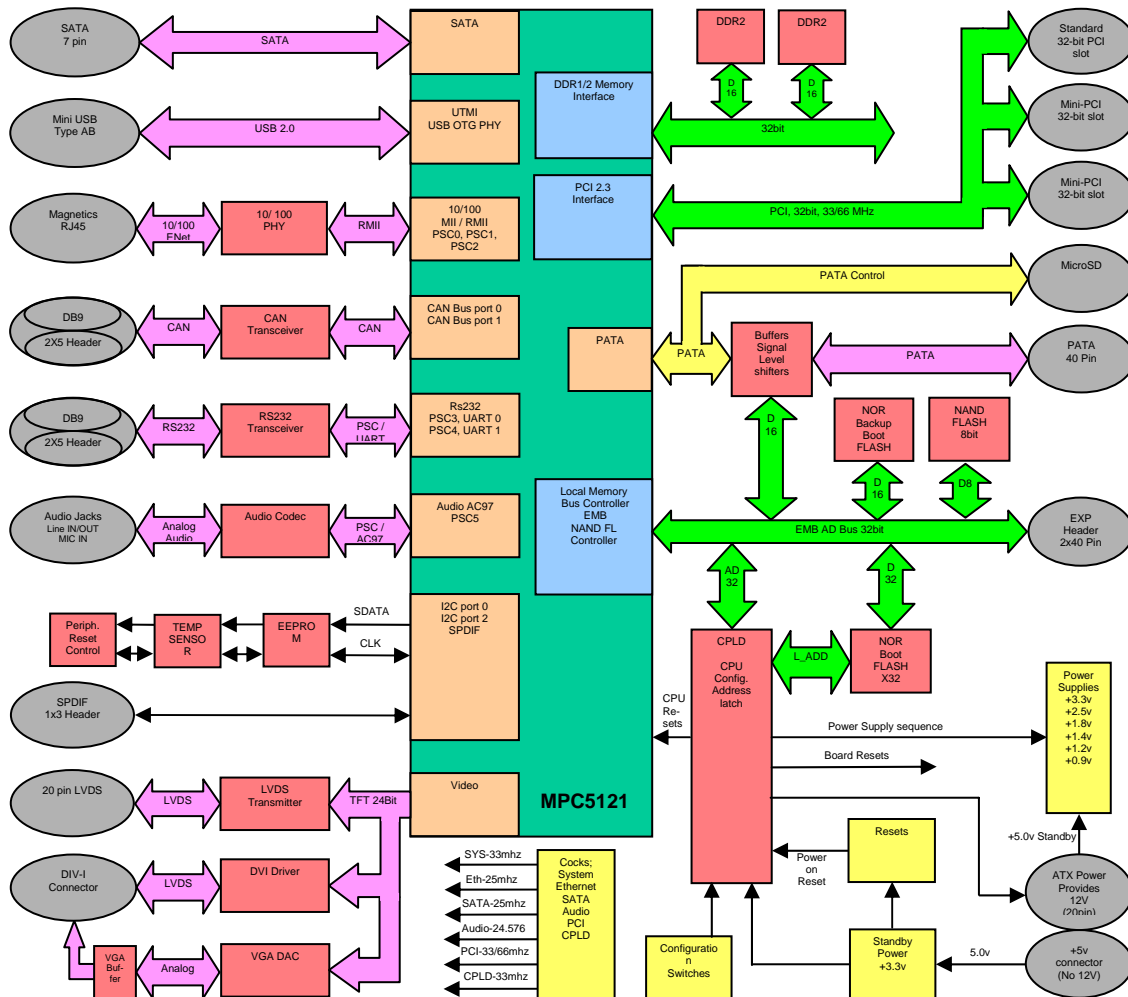 SATA
7 pin
SATA
SATA
Mini USB
Type AB
USB 2.0
UTMI
USB OTG PHY
Magnetics
RJ45
10/100
ENet
10/ 100
PHY
RMII
10/100
MII / RMII
PSC0, PSC1,
PSC2
DB9
2X5 Header
CAN
CAN
Transceiver
CAN
CAN Bus port 0
CAN Bus port 1
DB9
2X5 Header
RS232
RS232
Transceiver
PSC /
UART
Rs232
PSC3, UART 0
PSC4, UART 1
Audio Jacks
Line IN/OUT
MIC IN
Analog
Audio
Audio Codec
PSC /
AC97
Audio AC97
PSC5
Periph.
Reset
Control
TEMP
SENSO
R
EEPRO
M
SDATA
CLK
I2C port 0
I2C port 2
SPDIF
SPDIF
1x3 Header
20 pin LVDS
LVDS
LVDS
Transmitter
TFT 24Bit
Video
MPC5121
DIV-I
Connector
LVDS
DVI Driver
VGA
Buf-
fer
Analog
VGA DAC
SYS-33mhz
Eth-25mhz
SATA-25mhz
Audio-24.576
PCI-33/66mhz
CPLD-33mhz
Cocks;
System
Ethernet
SATA
Audio
PCI
CPLD
DDR1/2 Memory
Interface
DDR2
DDR2
D
16
D
16
32bit
PCI 2.3
Interface
PCI, 32bit, 33/66 MHz
Standard
32-bit PCI
slot
Mini-PCI
32-bit slot
Mini-PCI
32-bit slot
PATA Control
MicroSD
PATA
PATA
Buffers
Signal
Level
shifters
PATA
PATA
40 Pin
D
16
NOR
Backup
Boot
FLASH
NAND
FLASH
8bit
D
16
D8
Local Memory
Bus Controller
EMB
NAND FL
Controller
EMB AD Bus 32bit
EXP
Header
2x40 Pin
AD
32
D
32
CPLD
CPU
Config.
Address
latch
L_ADD
NOR
Boot
FLASH
X32
CPU
Re-
sets
Power Supply sequence
Board Resets
Power
Supplies
+3.3v
+2.5v
+1.8v
+1.4v
+1.2v
+0.9v
+5.0v Standby
Power
on
Reset
Resets
ATX Power
Provides
12V
(20pin)
Configuratio
n
Switches
Standby
Power
+3.3v
5.0v
+5v
connector
(No 12V)